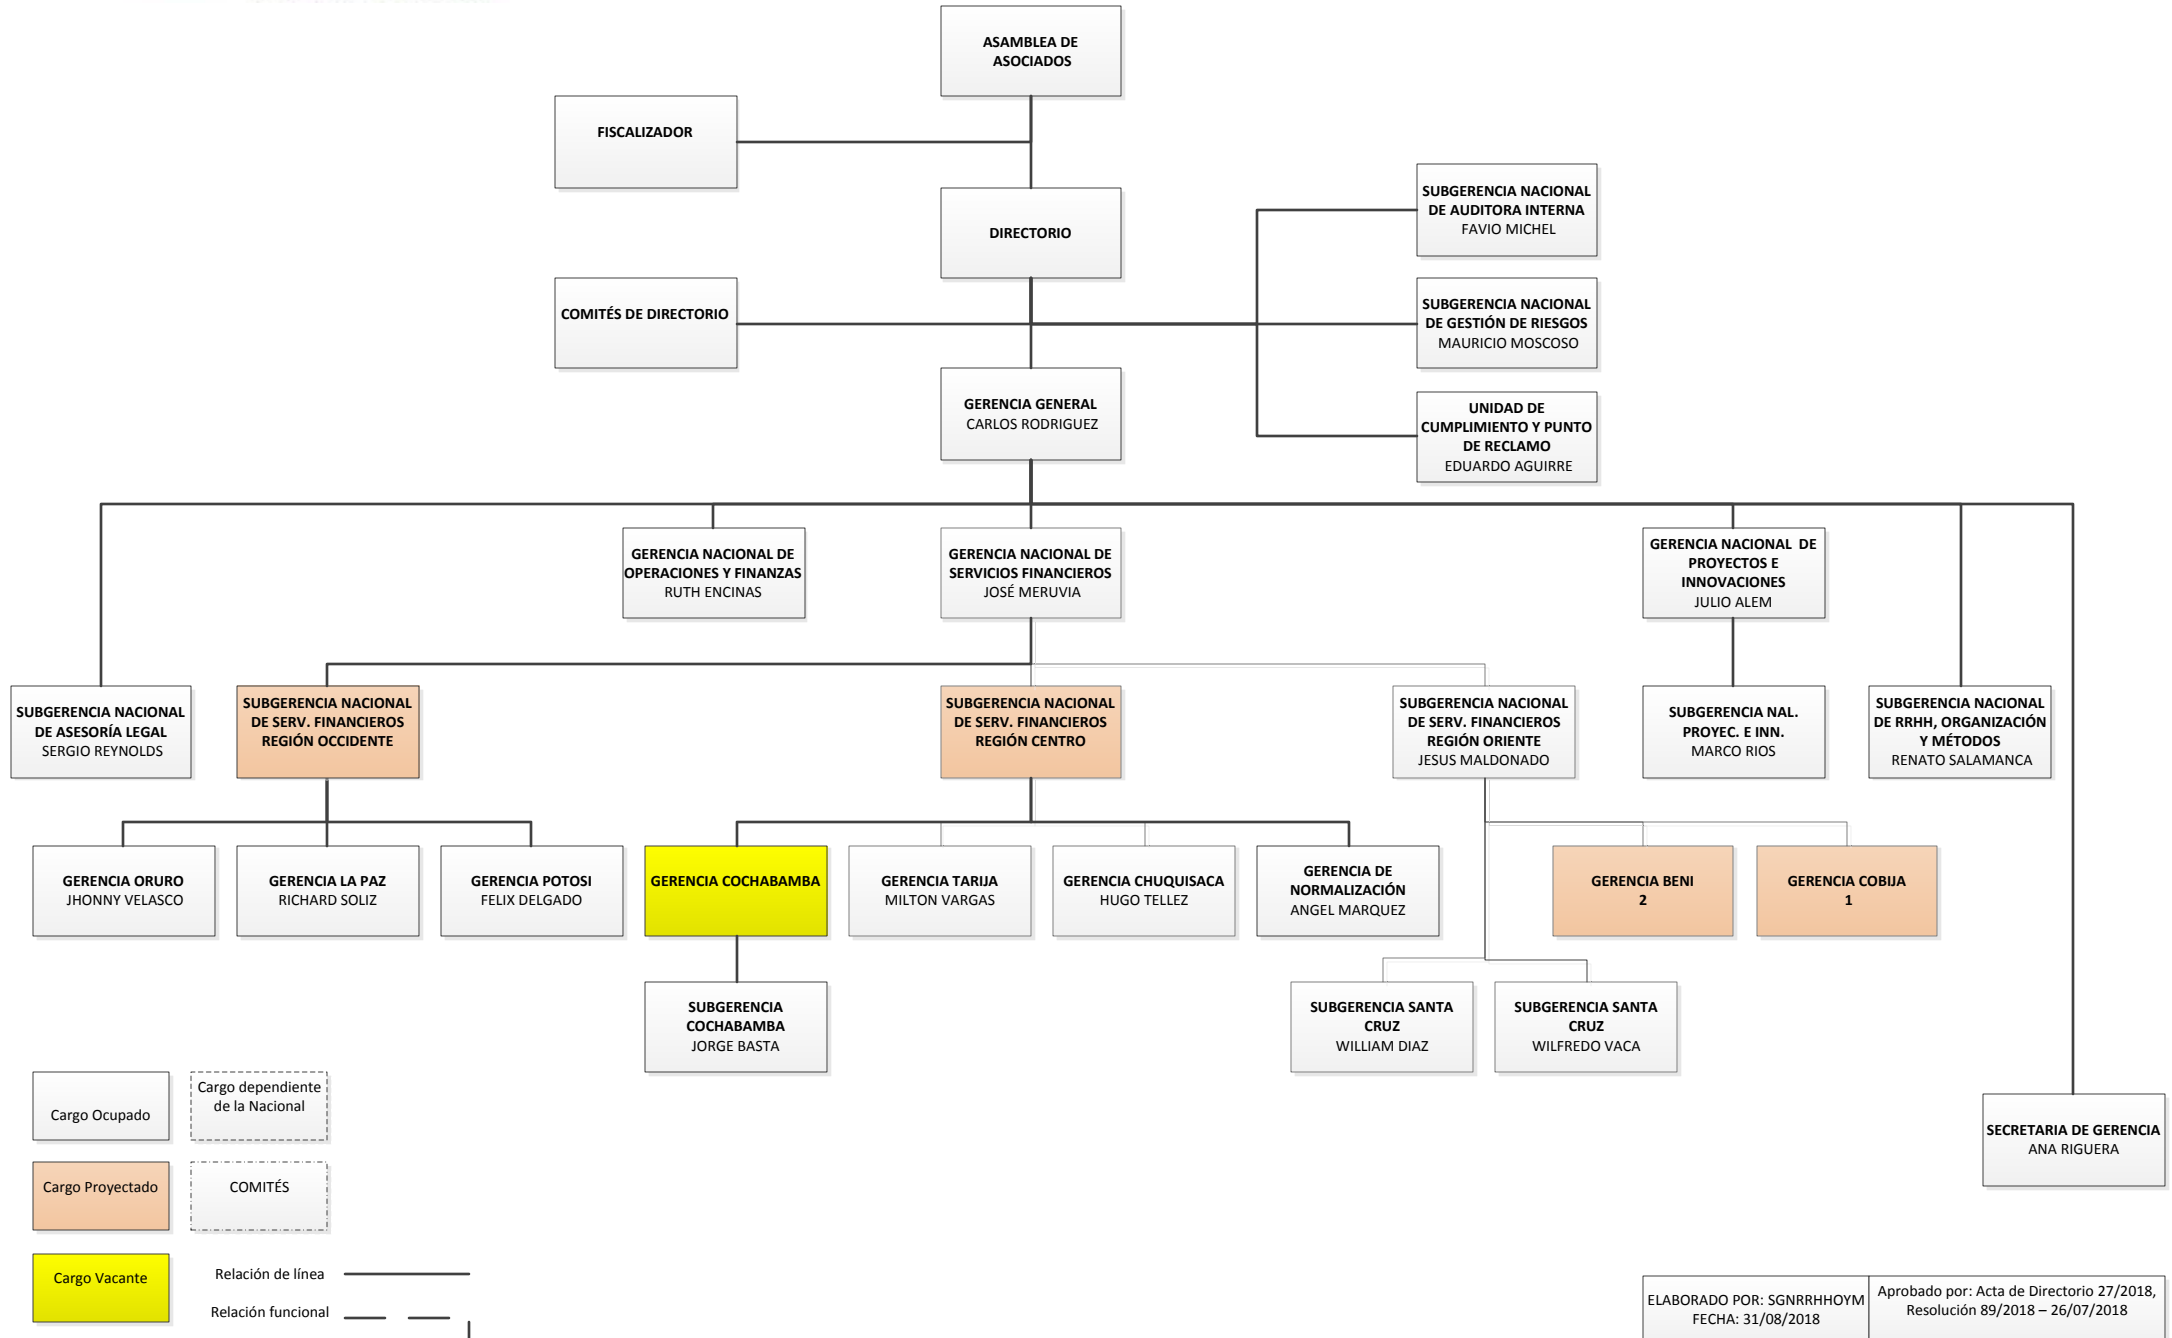 ASAMBLEA DE
ASOCIADOS
FISCALIZADOR
SUBGERENCIA NACIONAL
DE AUDITORA INTERNA
FAVIO MICHEL
DIRECTORIO
COMITÉS DE DIRECTORIO
SUBGERENCIA NACIONAL
DE GESTIÓN DE RIESGOS
MAURICIO MOSCOSO
GERENCIA GENERAL
CARLOS RODRIGUEZ
UNIDAD DE
CUMPLIMIENTO Y PUNTO
DE RECLAMO
EDUARDO AGUIRRE
GERENCIA NACIONAL DE
OPERACIONES Y FINANZAS
RUTH ENCINAS
GERENCIA NACIONAL DE
SERVICIOS FINANCIEROS
JOSÉ MERUVIA
GERENCIA NACIONAL DE
PROYECTOS E
INNOVACIONES
JULIO ALEM
SUBGERENCIA NACIONAL
DE ASESORÍA LEGAL
SERGIO REYNOLDS
SUBGERENCIA NACIONAL
DE SERV. FINANCIEROS
REGIÓN OCCIDENTE
SUBGERENCIA NACIONAL
DE SERV. FINANCIEROS
REGIÓN CENTRO
SUBGERENCIA NACIONAL
DE SERV. FINANCIEROS
REGIÓN ORIENTE
JESUS MALDONADO
SUBGERENCIA NAL.
PROYEC. E INN.
MARCO RIOS
SUBGERENCIA NACIONAL
DE RRHH, ORGANIZACIÓN
Y MÉTODOS
RENATO SALAMANCA
GERENCIA ORURO
JHONNY VELASCO
GERENCIA LA PAZ
RICHARD SOLIZ
GERENCIA POTOSI
FELIX DELGADO
GERENCIA COCHABAMBA
GERENCIA TARIJA
MILTON VARGAS
GERENCIA CHUQUISACA
HUGO TELLEZ
GERENCIA DE
NORMALIZACIÓN
ANGEL MARQUEZ
GERENCIA BENI
2
GERENCIA COBIJA
1
SUBGERENCIA
COCHABAMBA
JORGE BASTA
SUBGERENCIA SANTA
CRUZ
WILLIAM DIAZ
SUBGERENCIA SANTA
CRUZ
WILFREDO VACA
SECRETARIA DE GERENCIA
ANA RIGUERA
Cargo Ocupado
Cargo dependiente
de la Nacional
Cargo Proyectado
COMITÉS
Cargo Vacante
Relación de línea
Relación funcional
ELABORADO POR: SGNRRHHOYM
FECHA: 31/08/2018
Aprobado por: Acta de Directorio 27/2018,
Resolución 89/2018 – 26/07/2018